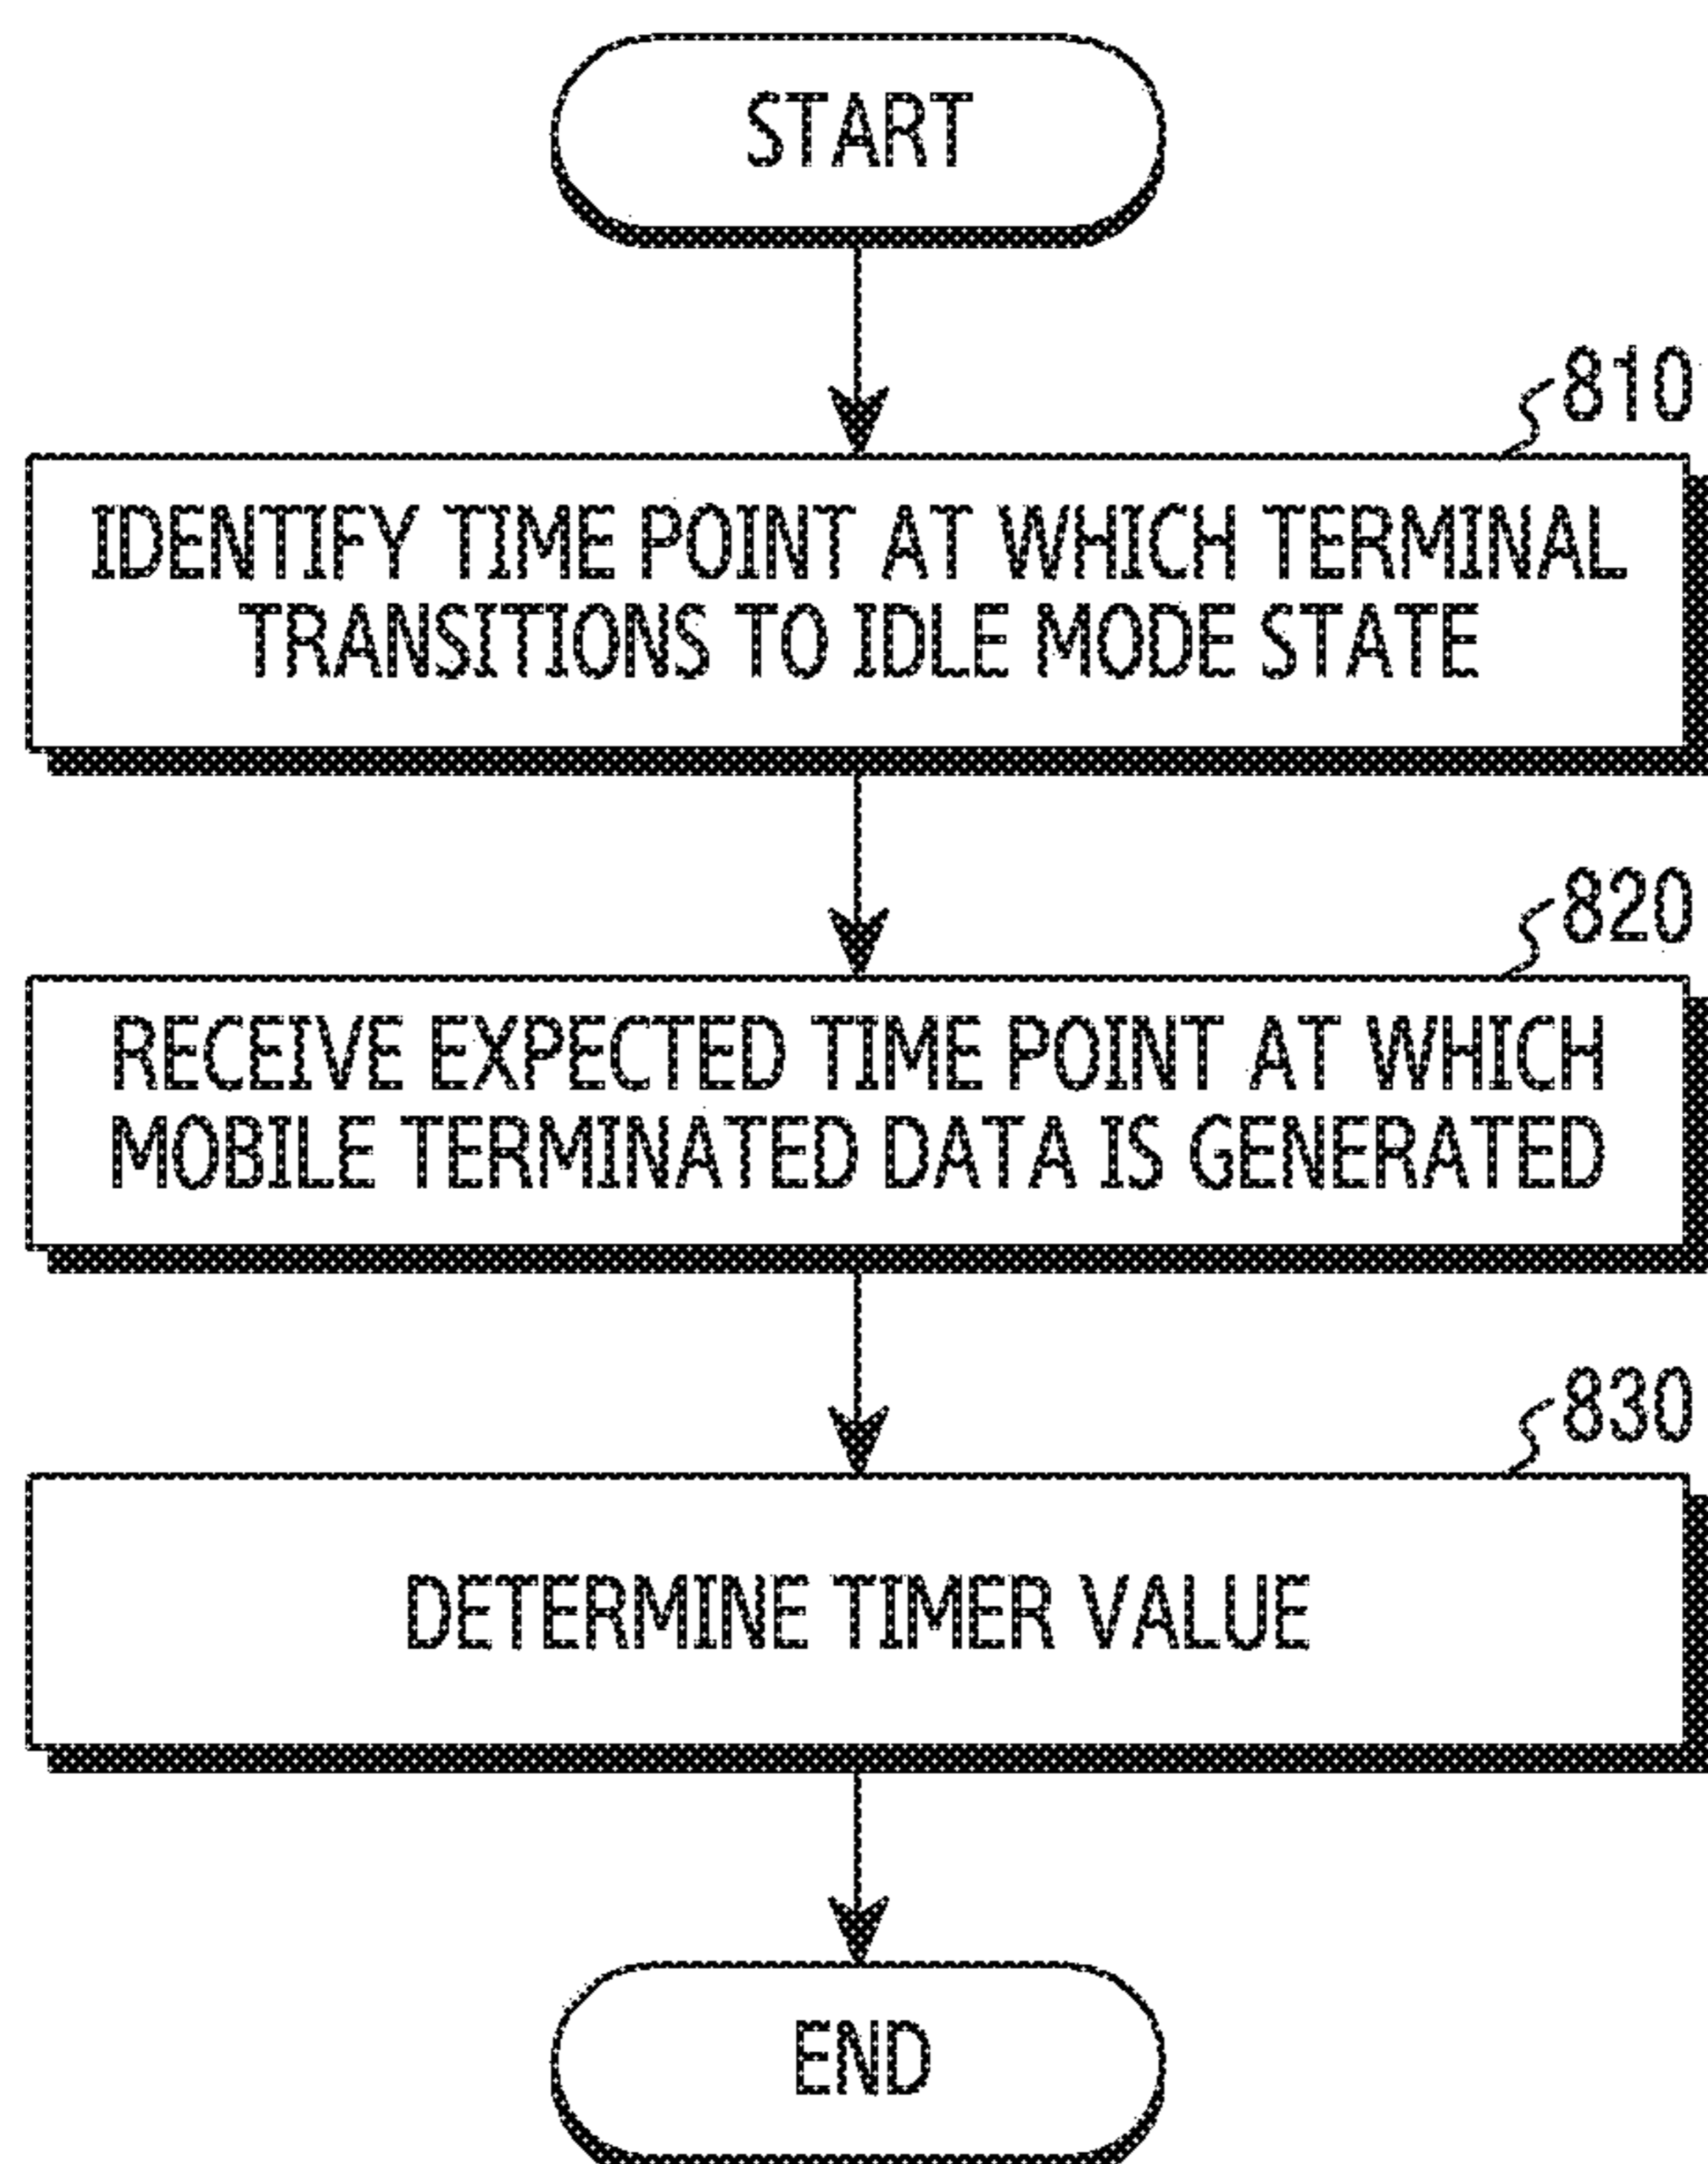 START
810
IDENTIFY TIME POINT AT WHICH TERMINAL
TRANSITIONS TO IDLE MODE STATE
820
RECEIVE EXPECTED TIME POINT AT WHICH
MOBILE TERMINATED DATA IS GENERATED
830
DETERMINE TIMER VALUE
END